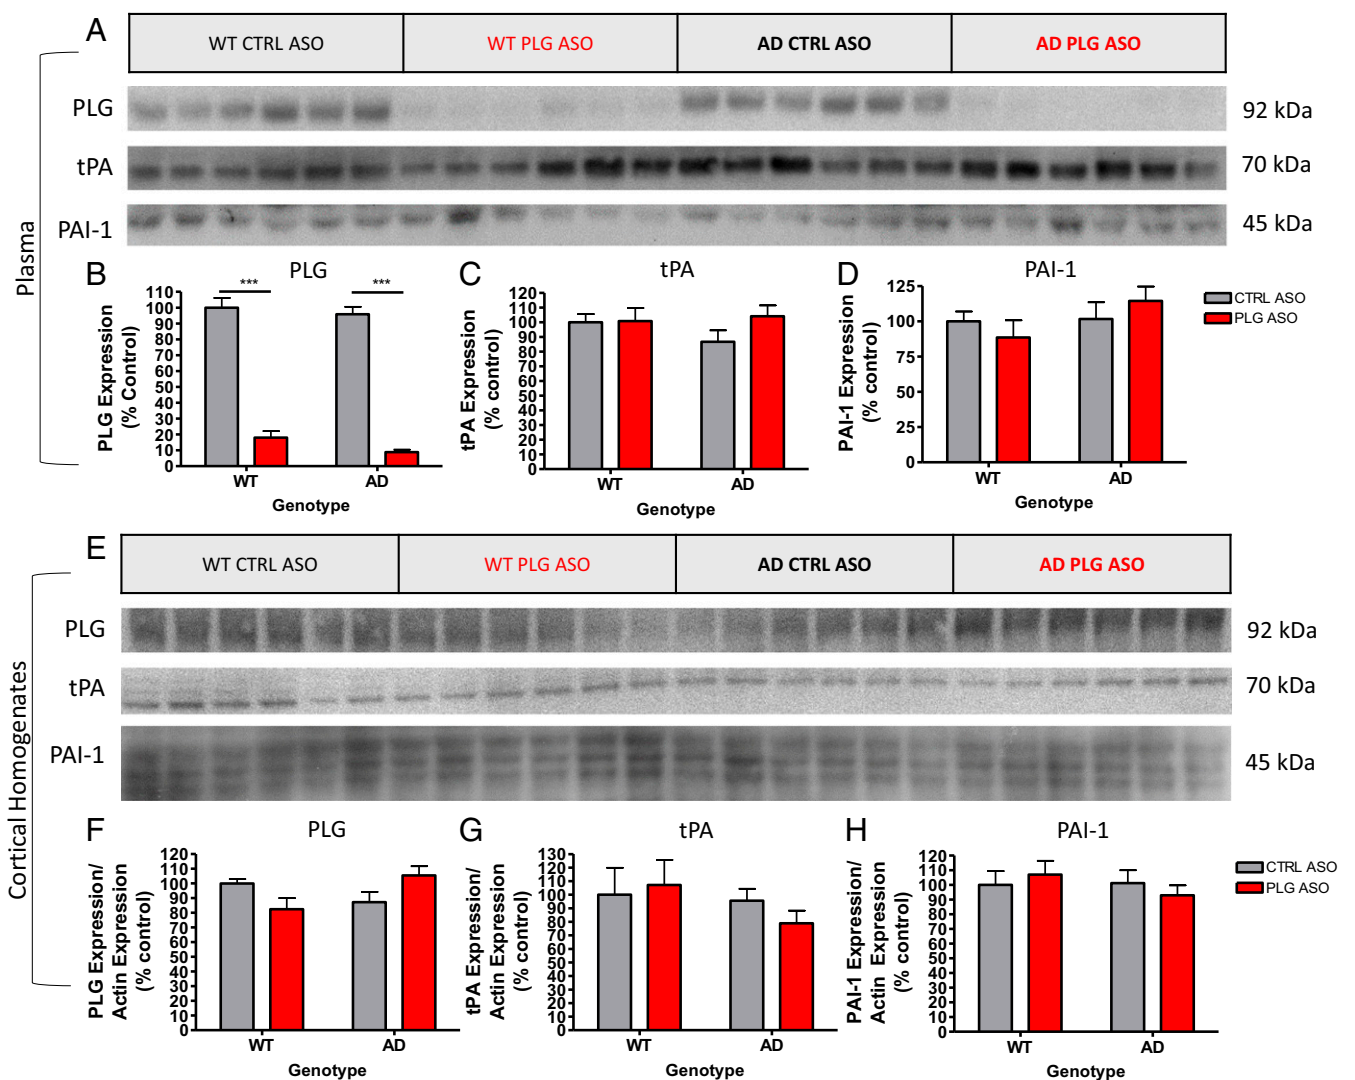 A
WT CTRL ASO
WT PLG ASO
AD CTRL ASO
AD PLG ASO
Plasma
PLG
92 kDa
tPA
70 kDa
PAI-1
45 kDa
B
PLG
***
***
PLG Expression
(% Control)
110
100
90
80
70
60
50
40
30
20
10
0
WT
AD
Genotype
C
tPA
tPA Expression
(% control)
120
110
100
90
80
70
60
50
40
30
20
10
0
WT
AD
Genotype
D
PAI-1
PAI-1 Expression
(% control)
125
100
75
50
25
0
WT
AD
Genotype
CTRL ASO
PLG ASO
E
WT CTRL ASO
WT PLG ASO
AD CTRL ASO
AD PLG ASO
Cortical Homogenates
PLG
92 kDa
tPA
70 kDa
PAI-1
45 kDa
F
PLG
PLG Expression/
Actin Expression
(% control)
120
110
100
90
80
70
60
50
40
30
20
10
0
WT
AD
Genotype
G
tPA
tPA Expression/
Actin Expression
(% control)
130
120
110
100
90
80
70
60
50
40
30
20
10
0
WT
AD
Genotype
H
PAI-1
PAI-1 Expression/
Actin Expression
(% control)
120
110
100
90
80
70
60
50
40
30
20
10
0
WT
AD
Genotype
CTRL ASO
PLG ASO